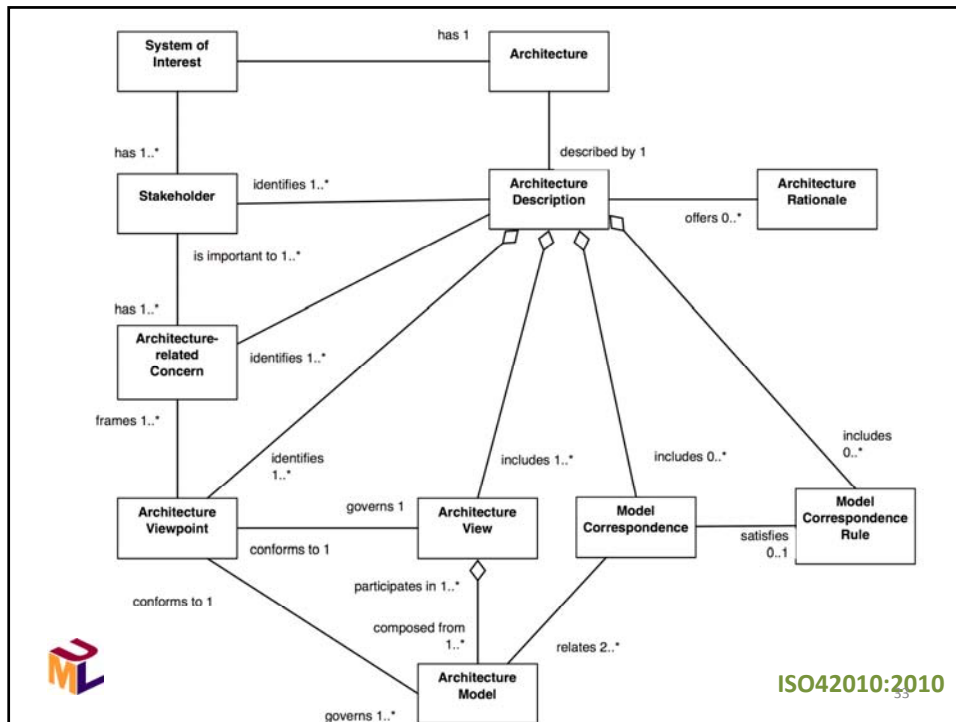 has 1
System of
Interest
Architecture
has 1..*
described by 1
Stakeholder
identifies 1..*
Architecture
Description
Architecture
Rationale
offers 0..*
is important to 1..*
has 1..*
Architecture-
related
Concern
identifies 1..*
frames 1..*
identifies
1..*
includes 1..*
includes 0..*
includes
0..*
Architecture
Viewpoint
governs 1
conforms to 1
Architecture
View
Model
Correspondence
satisfies
0..1
Model
Correspondence
Rule
participates in 1..*
conforms to 1
composed from
1..*
relates 2..*
Architecture
Model
governs 1..*
UML
ISO42010:2010
33